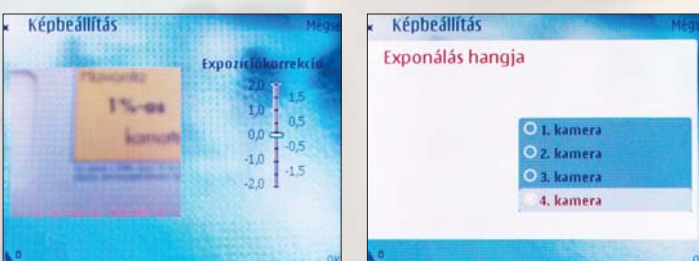 Képbeállítás
Mégse
Expozíciókorrekció
2,0
1,5
1,0
0,5
0,0
-0,5
-1,0
-1,5
-2,0
1%-os
OK
Képbeállítás
Exponálás hangja
1. kamera
2. kamera
3. kamera
4. kamera